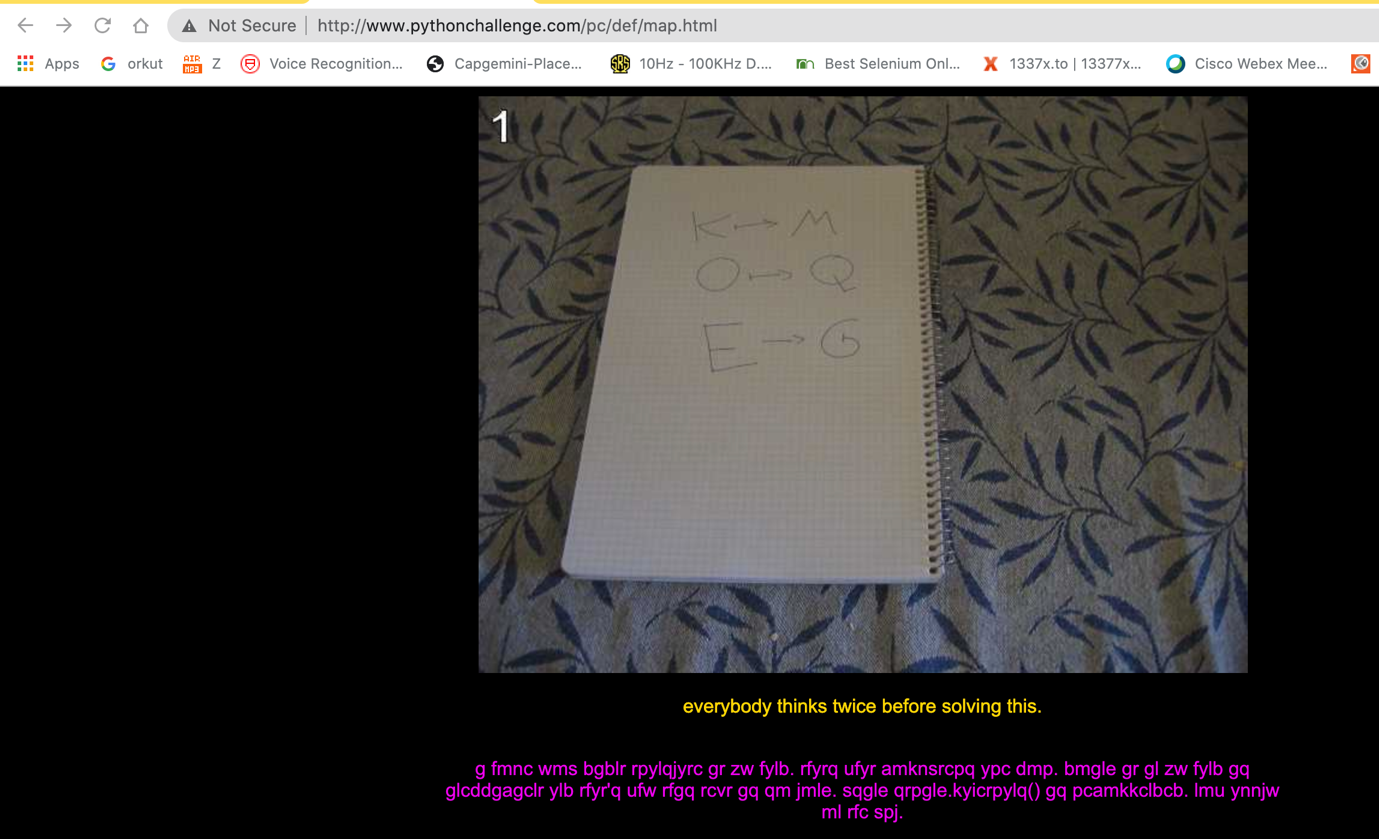 Not Secure http://www.pythonchallenge.com/pc/def/map.html
Apps orkut Z Voice Recognition... Capgemini-Place... 10Hz - 100KHz D.... Best Selenium Onl... 1337x.to | 13377x... Cisco Webex Mee...
1
K → M
O → Q
E → G
everybody thinks twice before solving this.
g fmnc wms bgblr rpylqjyrc gr zw fylb. rfyrq ufyr amknsrcpq ypc dmp. bmgle gr gl zw fylb gq
glcddgagclr ylb rfyr'q ufw rfgq rcvr gq qm jmle. sqgle qrpgle.kyicrpylq() gq pcamkkclbcb. lmu ynnjw
ml rfc spj.